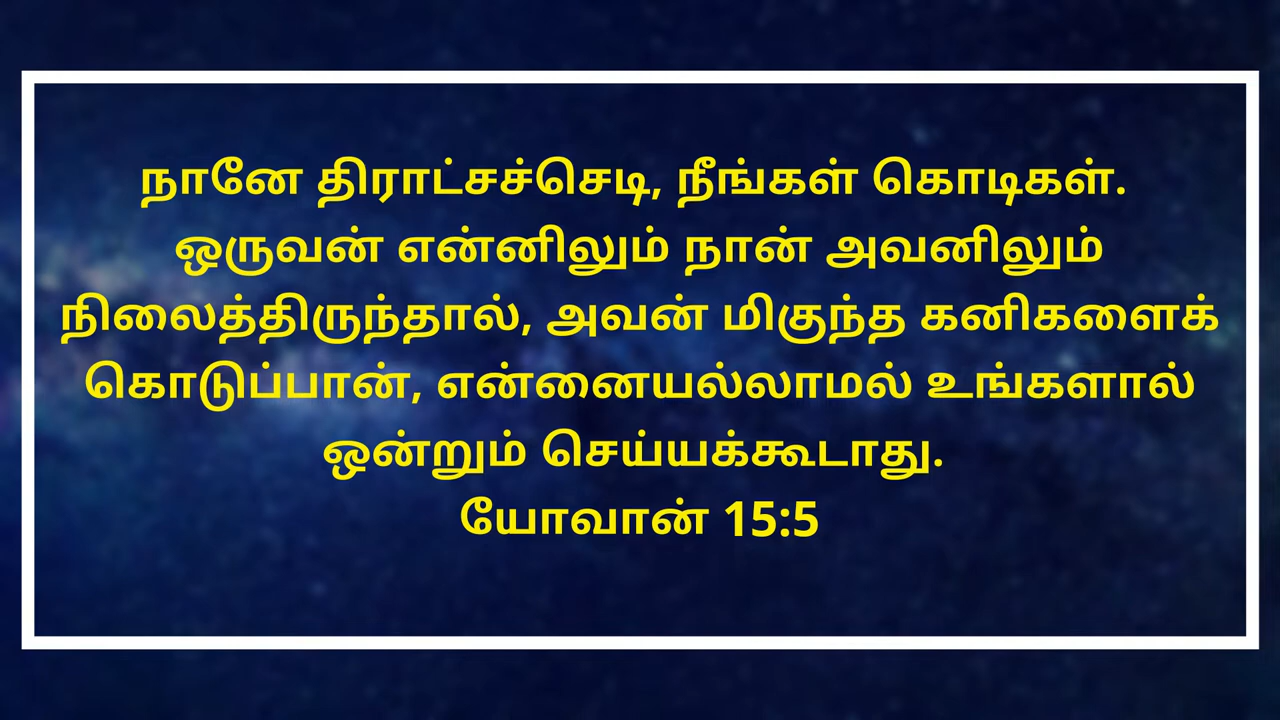 நானே திராட்சச்செடி, நீங்கள் கொடிகள்.
ஒருவன் என்னிலும் நான் அவனிலும்
நிலைத்திருந்தால், அவன் மிகுந்த கனிகளைக்
கொடுப்பான், என்னையல்லாமல் உங்களால்
ஒன்றும் செய்யக்கூடாது.
யோவான் 15:5